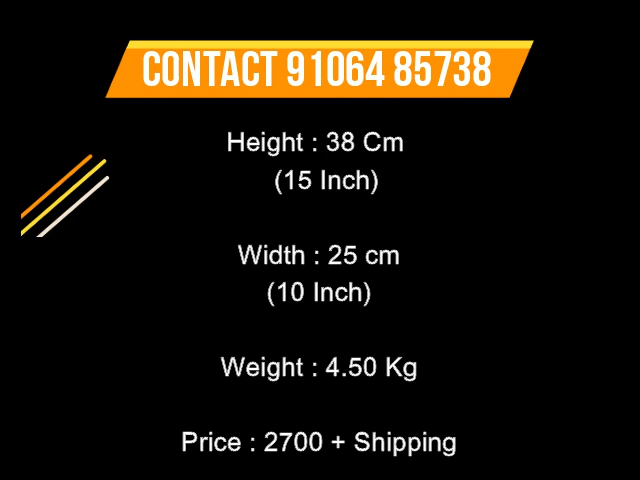 CONTACT 91064 85738
Height : 38 Cm
(15 Inch)
Width : 25 cm
(10 Inch)
Weight : 4.50 Kg
Price : 2700 + Shipping